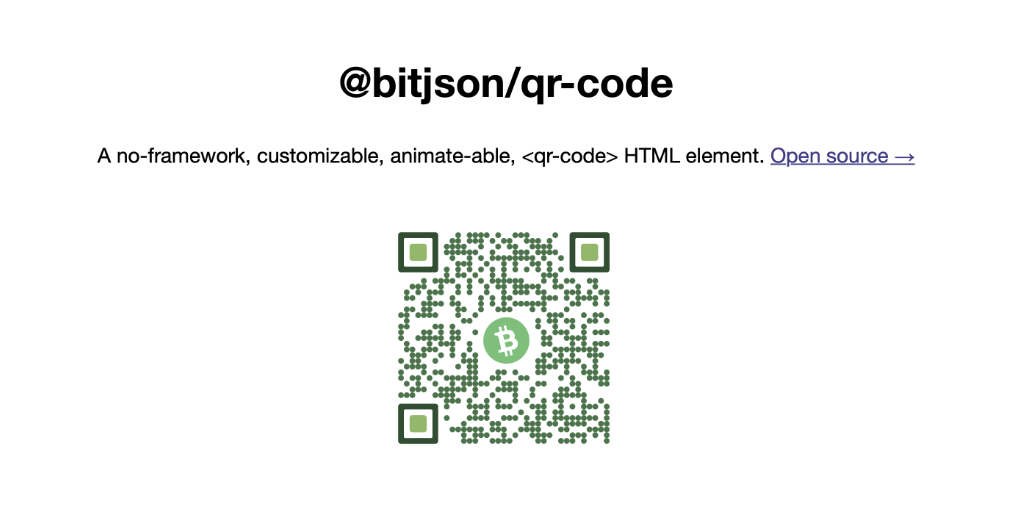 @bitjson/qr-code
A no-framework, customizable, animate-able, <qr-code> HTML element. Open source →